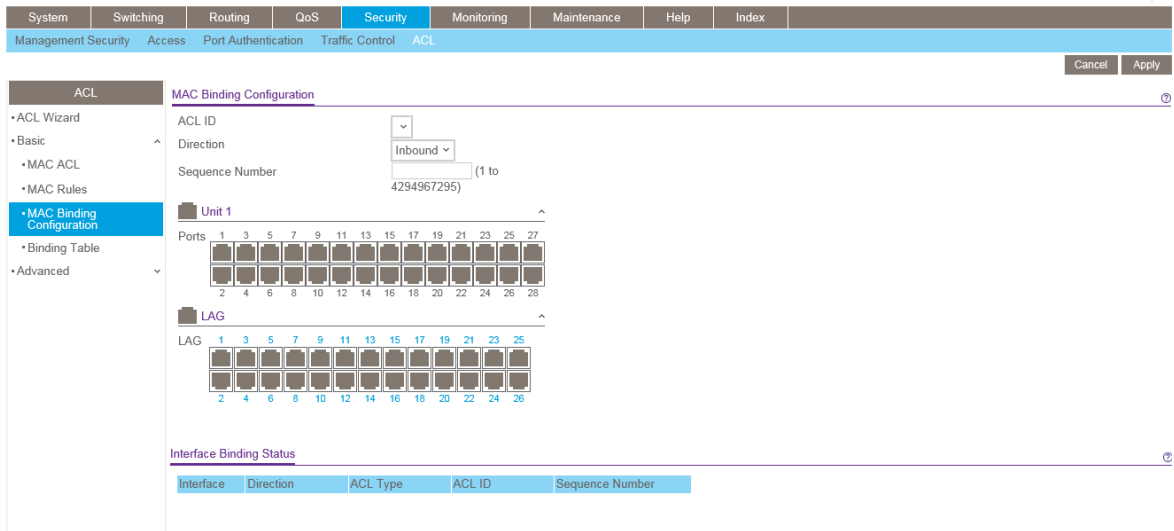 System Switching Routing QoS Security Monitoring Maintenance Help Index
Management Security Access Port Authentication Traffic Control ACL
Cancel Apply
ACL
ACL Wizard
Basic
MAC ACL
MAC Rules
MAC Binding
Configuration
Binding Table
Advanced
MAC Binding Configuration
ACL ID
Direction Inbound
Sequence Number (1 to
4294967295)
Unit 1
Ports 1 3 5 7 9 11 13 15 17 19 21 23 25 27
2 4 6 8 10 12 14 16 18 20 22 24 26 28
LAG
LAG 1 3 5 7 9 11 13 15 17 19 21 23 25
2 4 6 8 10 12 14 16 18 20 22 24 26
Interface Binding Status
Interface Direction ACL Type ACL ID Sequence Number